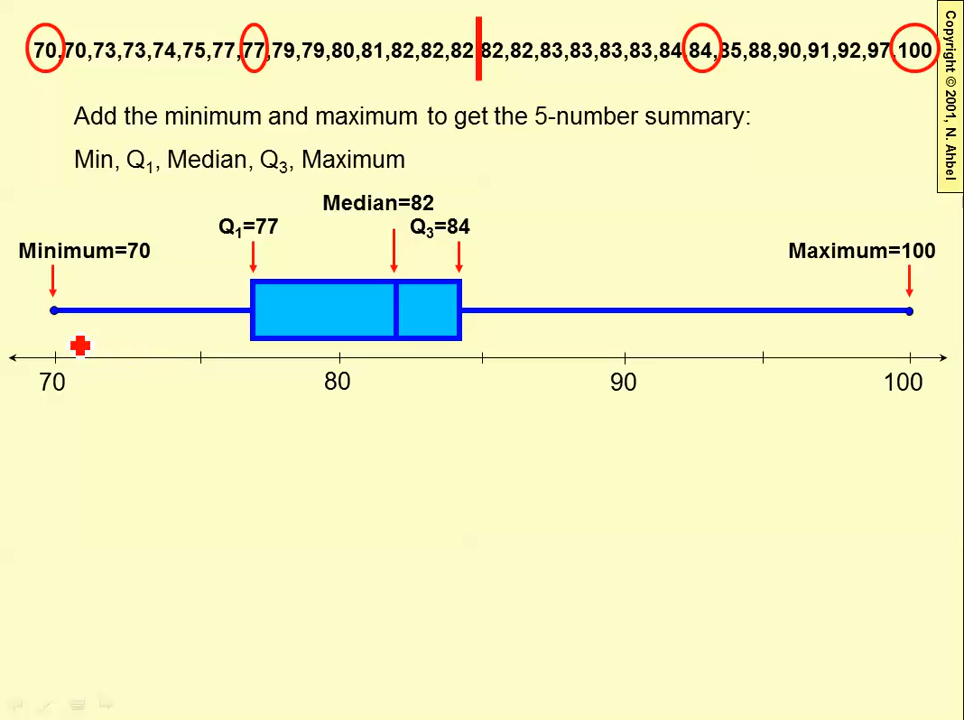 70,70,73,73,74,75,77,77,79,79,80,81,82,82,82 82,82,83,83,83,83,84 84,85,88,90,91,92,97 100
Copyright © 2001, N. Ahbel
Add the minimum and maximum to get the 5-number summary:
Min, Q1, Median, Q3, Maximum
Median=82
Q1=77 Q3=84
Minimum=70 Maximum=100
70 80 90 100